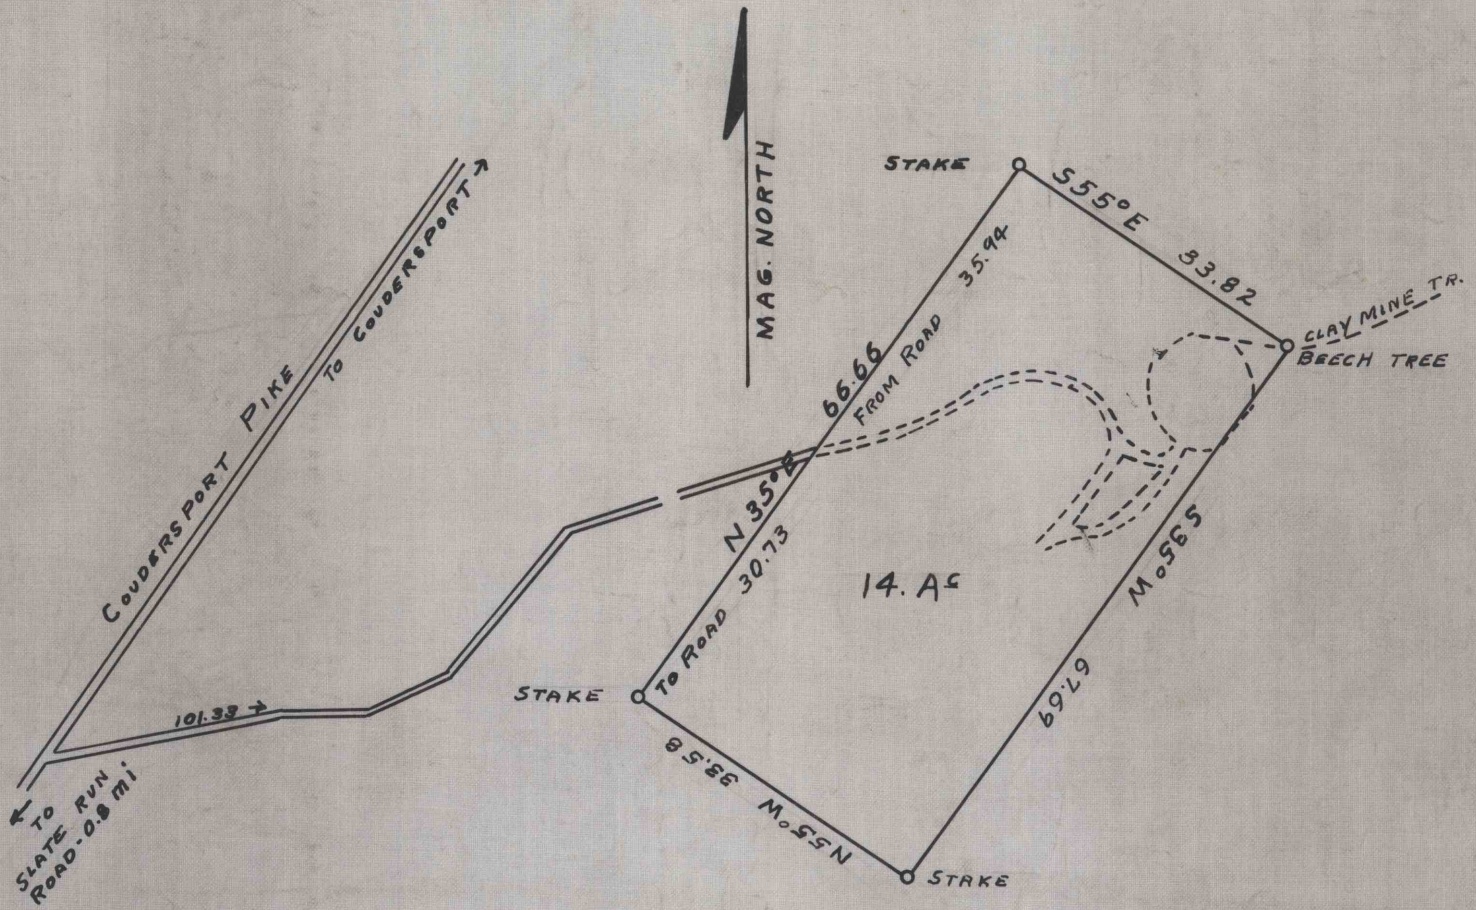 MAG. NORTH
STAKE
S55°E 33.82
CLAY MINE TR.
BEECH TREE
COUDERSPORT PIKE
TO COUDERSPORT
66.66
FROM ROAD 35.94
N 35° E
TO ROAD 30.73
14. Ac
S35°W
67.69
STAKE
N55°W 33.58
STAKE
101.33
TO
SLATE RUN
ROAD - 0.8 mi